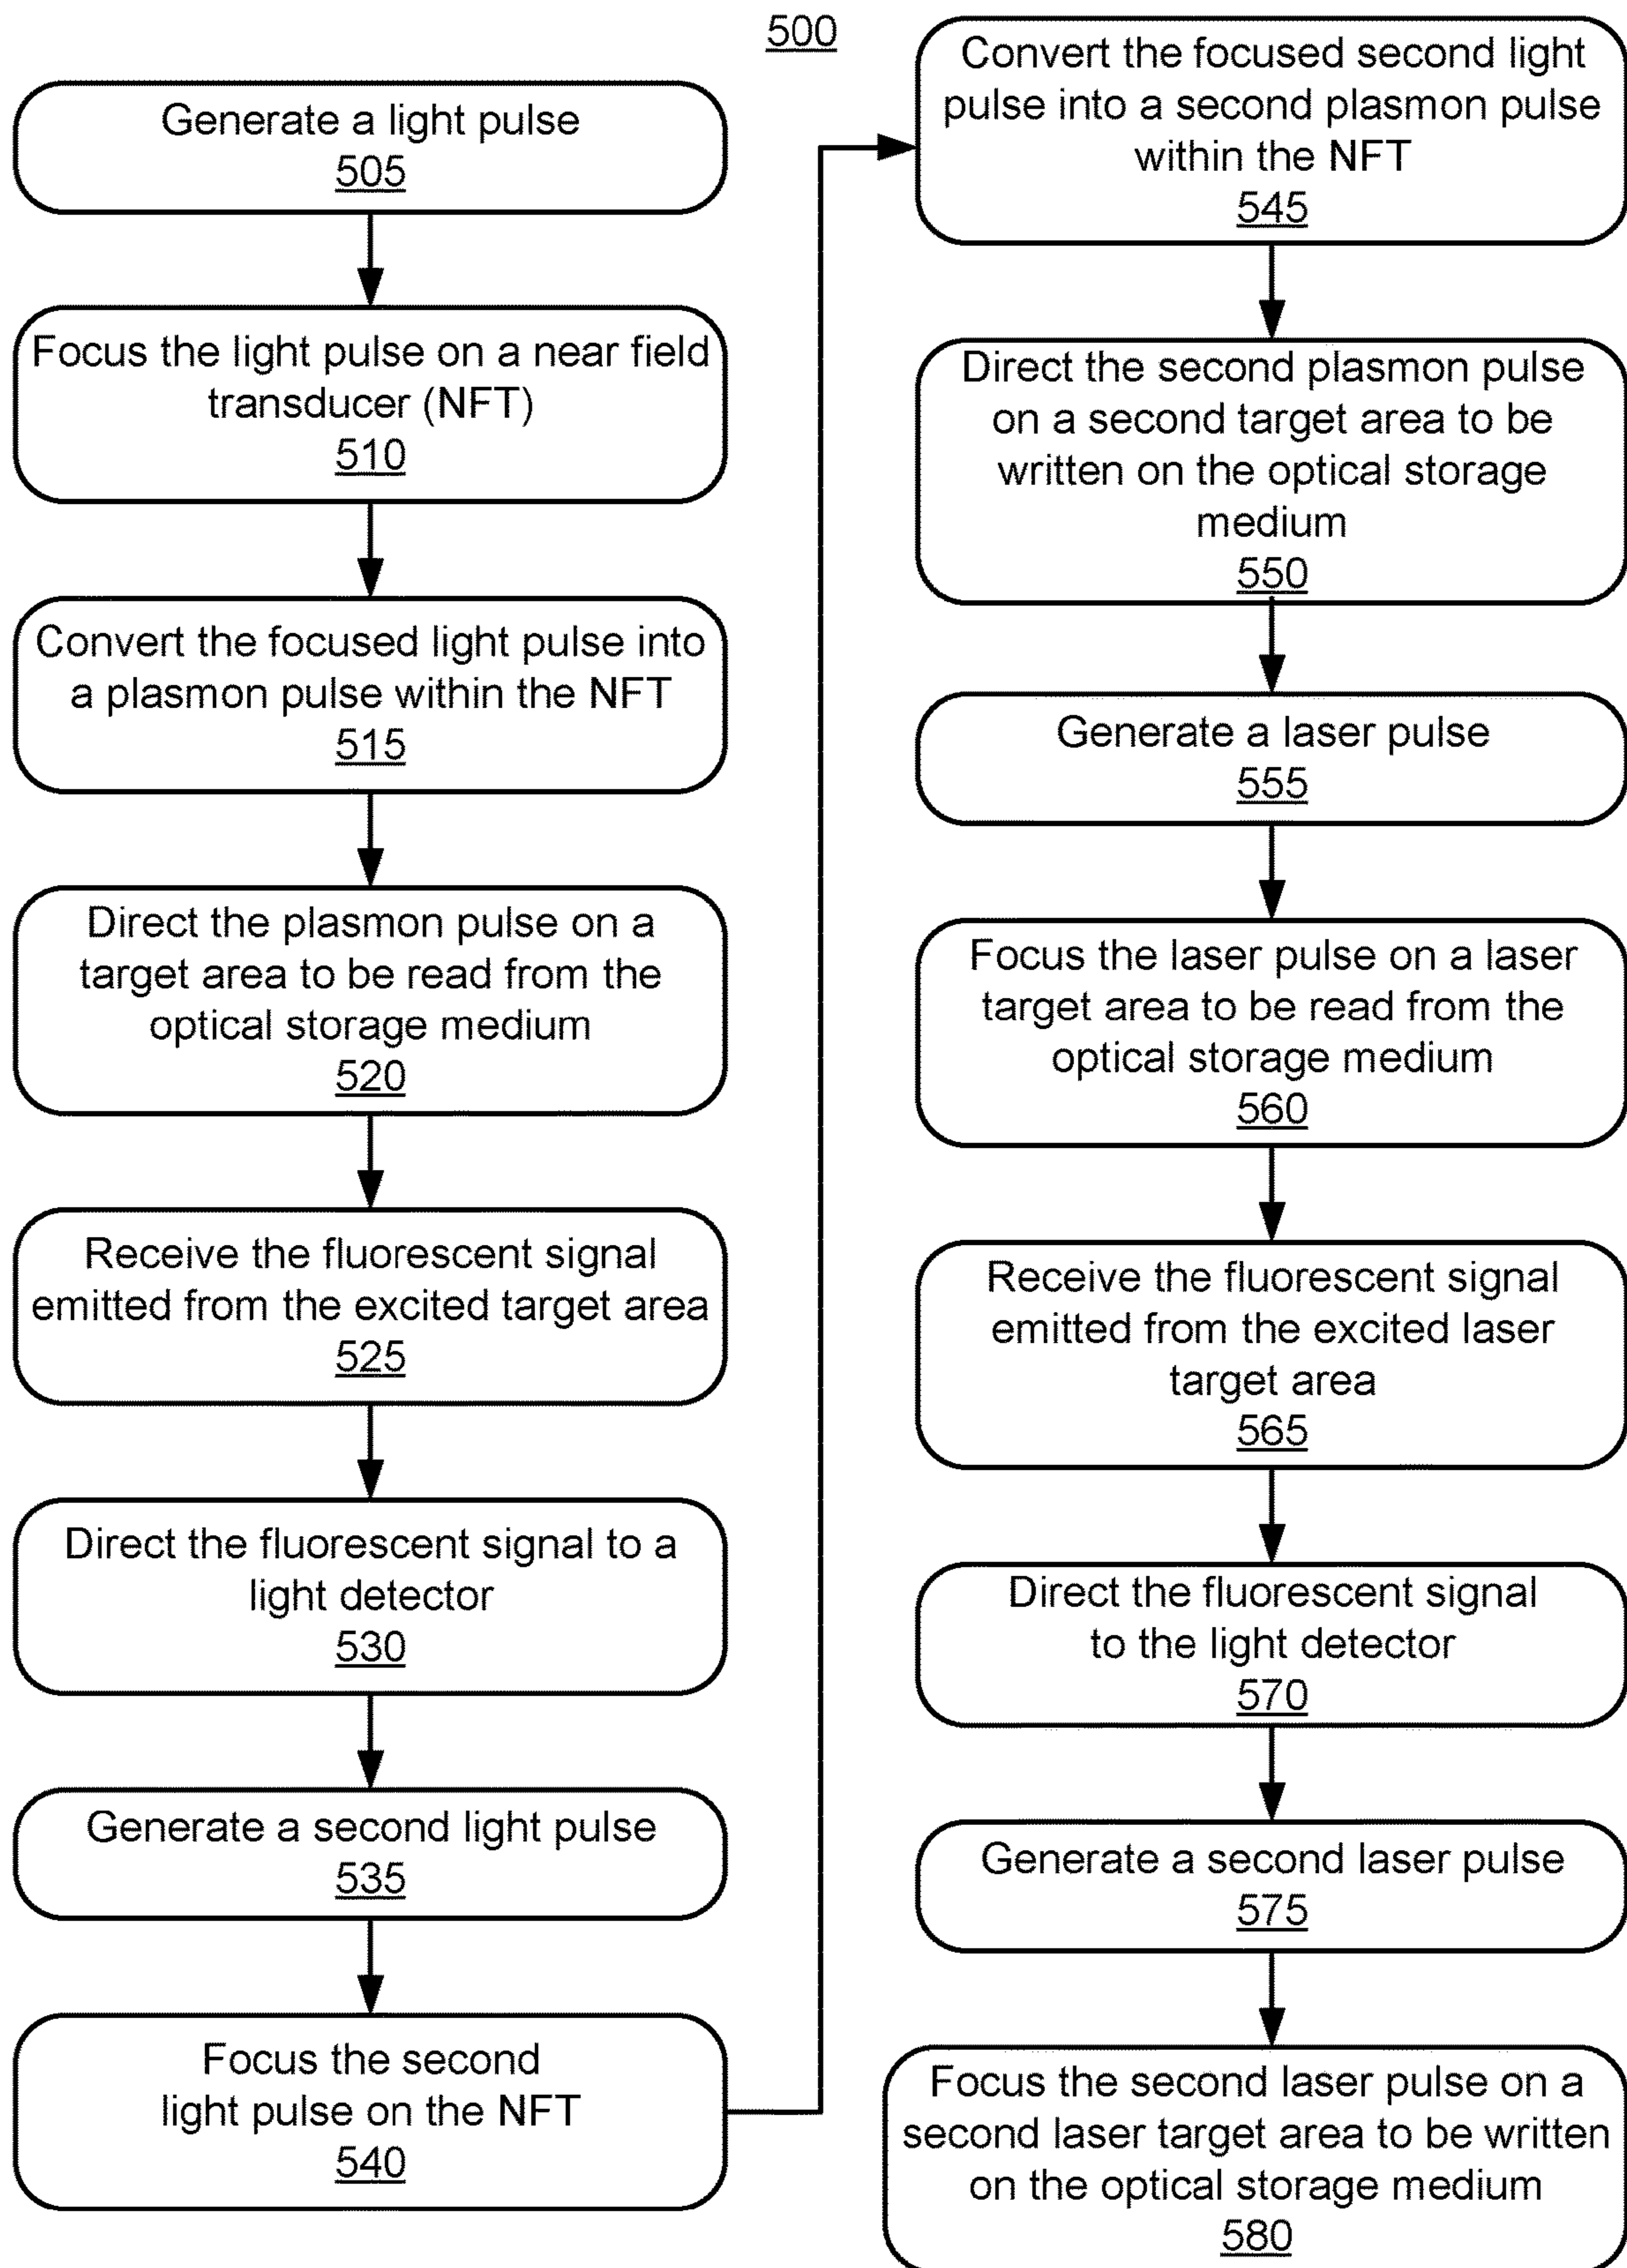 500
Generate a light pulse
505
Focus the light pulse on a near field
transducer (NFT)
510
Convert the focused light pulse into
a plasmon pulse within the NFT
515
Direct the plasmon pulse on a
target area to be read from the
optical storage medium
520
Receive the fluorescent signal
emitted from the excited target area
525
Direct the fluorescent signal to a
light detector
530
Generate a second light pulse
535
Focus the second
light pulse on the NFT
540
Convert the focused second light
pulse into a second plasmon pulse
within the NFT
545
Direct the second plasmon pulse
on a second target area to be
written on the optical storage
medium
550
Generate a laser pulse
555
Focus the laser pulse on a laser
target area to be read from the
optical storage medium
560
Receive the fluorescent signal
emitted from the excited laser
target area
565
Direct the fluorescent signal
to the light detector
570
Generate a second laser pulse
575
Focus the second laser pulse on a
second laser target area to be written
on the optical storage medium
580